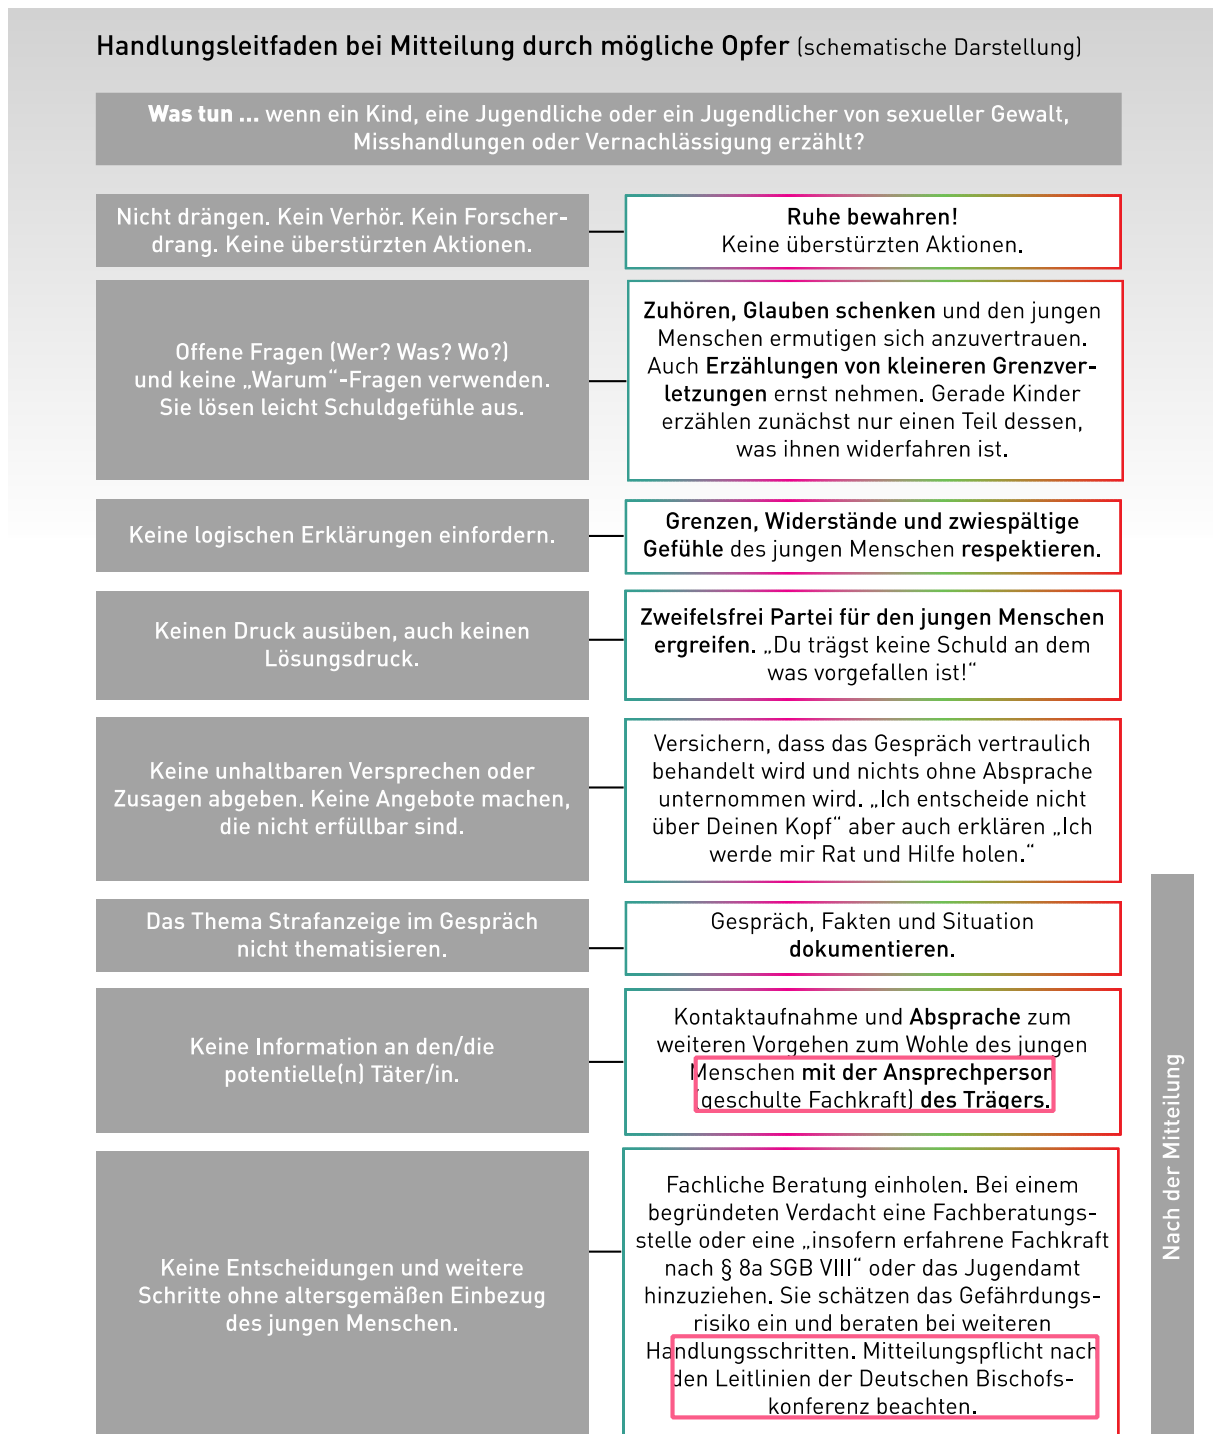 Handlungsleitfaden bei Mitteilung durch mögliche Opfer (schematische Darstellung)
Was tun ... wenn ein Kind, eine Jugendliche oder ein Jugendlicher von sexueller Gewalt,
Misshandlungen oder Vernachlässigung erzählt?
Nicht drängen. Kein Verhör. Kein Forscher-
drang. Keine überstürzten Aktionen.
Ruhe bewahren!
Keine überstürzten Aktionen.
Offene Fragen (Wer? Was? Wo?)
und keine „Warum“-Fragen verwenden.
Sie lösen leicht Schuldgefühle aus.
Zuhören, Glauben schenken und den jungen
Menschen ermutigen sich anzuvertrauen.
Auch Erzählungen von kleineren Grenzver-
letzungen ernst nehmen. Gerade Kinder
erzählen zunächst nur einen Teil dessen,
was ihnen widerfahren ist.
Keine logischen Erklärungen einfordern.
Grenzen, Widerstände und zwiespältige
Gefühle des jungen Menschen respektieren.
Keinen Druck ausüben, auch keinen
Lösungsdruck.
Zweifelsfrei Partei für den jungen Menschen
ergreifen. „Du trägst keine Schuld an dem
was vorgefallen ist!“
Keine unhaltbaren Versprechen oder
Zusagen abgeben. Keine Angebote machen,
die nicht erfüllbar sind.
Versichern, dass das Gespräch vertraulich
behandelt wird und nichts ohne Absprache
unternommen wird. „Ich entscheide nicht
über Deinen Kopf“ aber auch erklären „Ich
werde mir Rat und Hilfe holen.“
Das Thema Strafanzeige im Gespräch
nicht thematisieren.
Gespräch, Fakten und Situation
dokumentieren.
Keine Information an den/die
potentielle(n) Täter/in.
Kontaktaufnahme und Absprache zum
weiteren Vorgehen zum Wohle des jungen
Menschen mit der Ansprechperson
(geschulte Fachkraft) des Trägers.
Keine Entscheidungen und weitere
Schritte ohne altersgemäßen Einbezug
des jungen Menschen.
Fachliche Beratung einholen. Bei einem
begründeten Verdacht eine Fachberatungs-
stelle oder eine „insofern erfahrene Fachkraft
nach § 8a SGB VIII“ oder das Jugendamt
hinzuziehen. Sie schätzen das Gefährdungs-
risiko ein und beraten bei weiteren
Handlungsschritten. Mitteilungspflicht nach
den Leitlinien der Deutschen Bischofs-
konferenz beachten.
Nach der Mitteilung